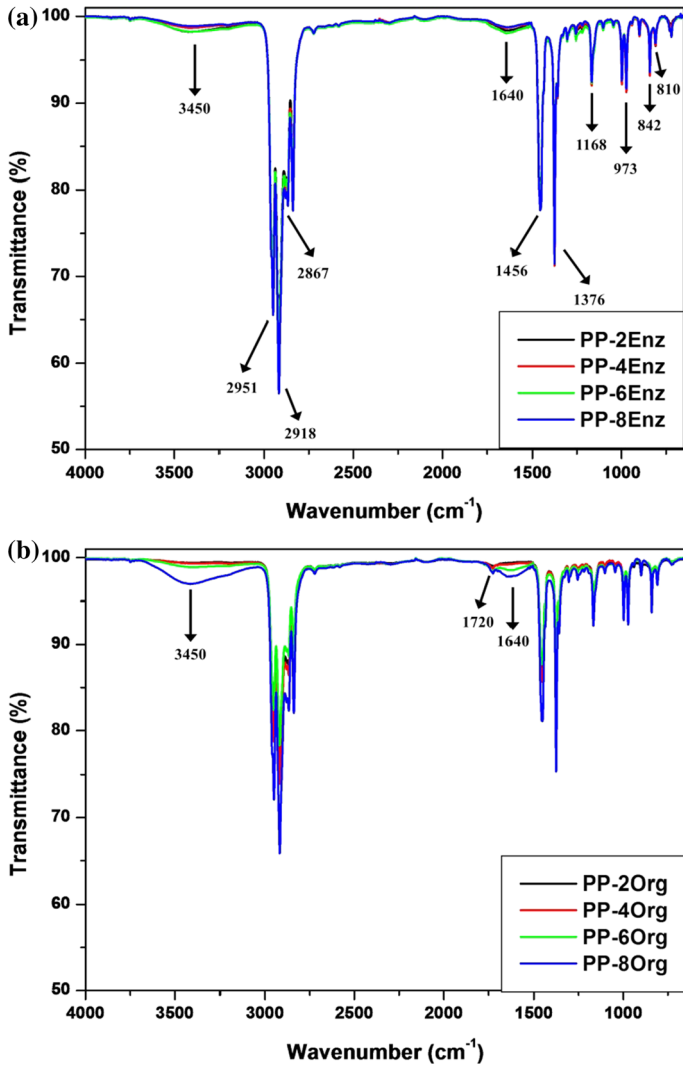 (a)
100
90
80
70
60
50
Transmittance (%)
3450
2951
2918
2867
1640
1456
1376
1168
973
842
810
PP-2Enz
PP-4Enz
PP-6Enz
PP-8Enz
4000 3500 3000 2500 2000 1500 1000
Wavenumber (cm⁻¹)
(b)
100
90
80
70
60
50
Transmittance (%)
3450
1720
1640
PP-2Org
PP-4Org
PP-6Org
PP-8Org
4000 3500 3000 2500 2000 1500 1000
Wavenumber (cm⁻¹)